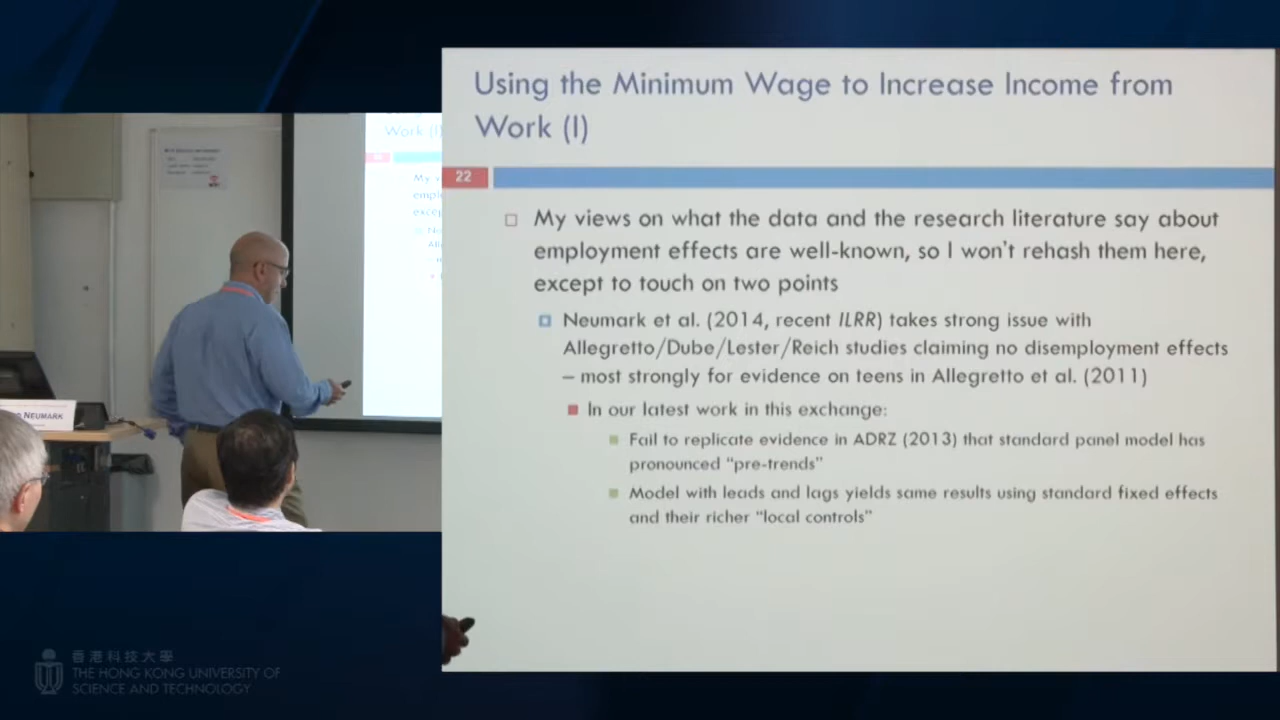 Using the Minimum Wage to Increase Income from
Work (I)
22
My views on what the data and the research literature say about
employment effects are well-known, so I won't rehash them here,
except to touch on two points
Neumark et al. (2014, recent ILRR) takes strong issue with
Allegretto/Dube/Lester/Reich studies claiming no disemployment effects
– most strongly for evidence on teens in Allegretto et al. (2011)
In our latest work in this exchange:
Fail to replicate evidence in ADRZ (2013) that standard panel model has
pronounced “pre-trends”
Model with leads and lags yields same results using standard fixed effects
and their richer “local controls”
Work (I)
My
NEUMARK
香港科技大學
THE HONG KONG UNIVERSITY OF
SCIENCE AND TECHNOLOGY